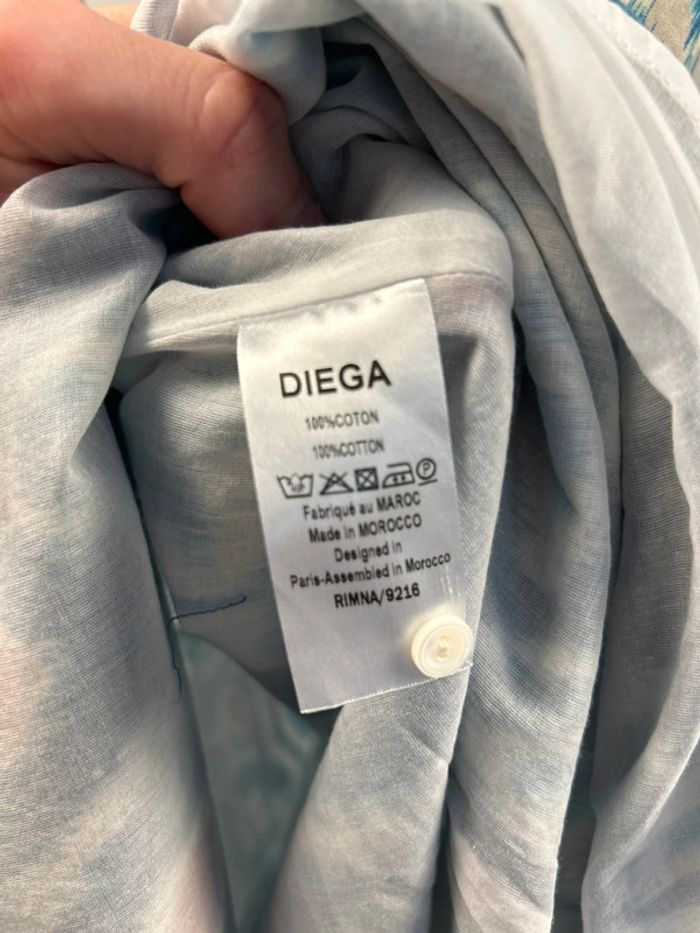 DIEGA
100%COTON
100%COTTON
P
Fabriqué au MAROC
Made in MOROCCO
Designed in
Paris-Assembled in Morocco
RIMNA/9216